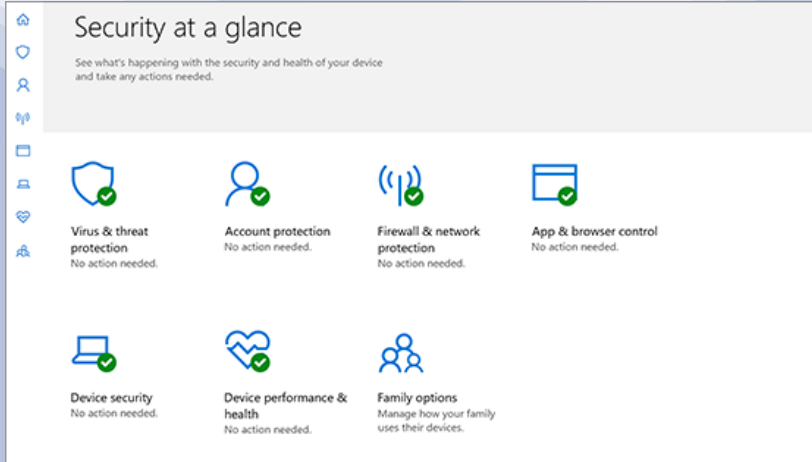 Security at a glance
See what's happening with the security and health of your device
and take any actions needed.
Virus & threat
protection
No action needed.
Account protection
No action needed.
Firewall & network
protection
No action needed.
App & browser control
No action needed.
Device security
No action needed.
Device performance &
health
No action needed.
Family options
Manage how your family
uses their devices.